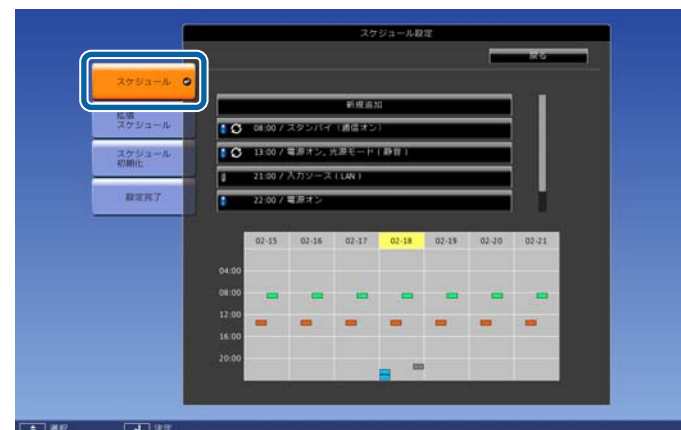 スケジュール設定
戻る
スケジュール
拡張
スケジュール
スケジュール
初期化
設定完了
新規追加
08:00 / スタンバイ（通信オン）
13:00 / 電源オン, 光源モード ( 静音 )
21:00 / 入力ソース ( LAN )
22:00 / 電源オン
02-15 02-16 02-17 02-18 02-19 02-20 02-21
04:00
08:00
12:00
16:00
20:00
選択 決定